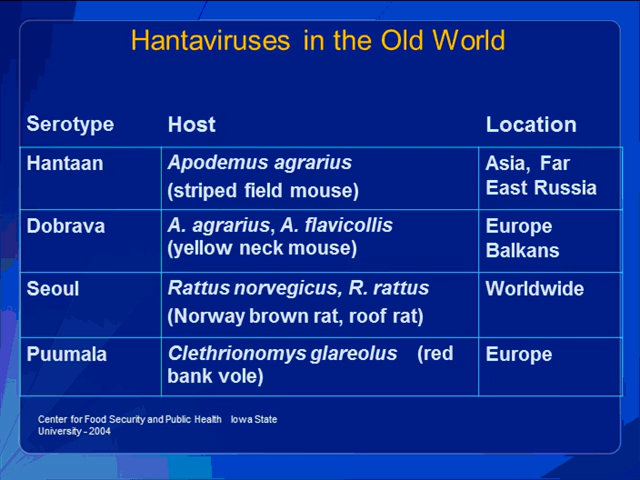 Hantaviruses in the Old World
Serotype Host Location
Hantaan Apodemus agrarius (striped field mouse) Asia, Far East Russia
Dobrava A. agrarius, A. flavicollis (yellow neck mouse) Europe Balkans
Seoul Rattus norvegicus, R. rattus (Norway brown rat, roof rat) Worldwide
Puumala Clethrionomys glareolus (red bank vole) Europe
Center for Food Security and Public Health Iowa State
University - 2004